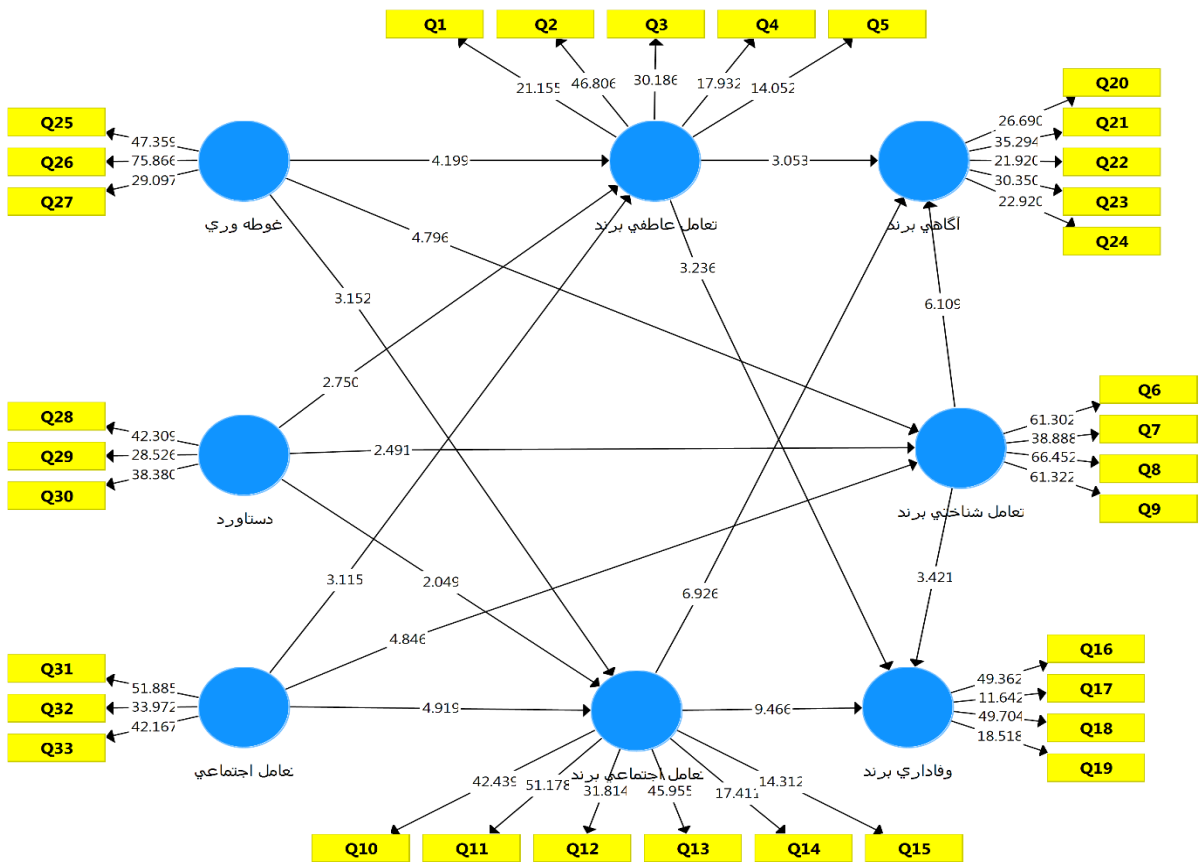 Q1
Q2
Q3
Q4
Q5
21.155
46.806
30.186
17.932
14.052
Q20
Q21
Q22
Q23
Q24
26.690
35.294
21.920
30.350
22.920
Q25
Q26
Q27
47.359
75.866
29.097
4.199
3.053
غوطه وري
تعامل عاطفي برند
آگاهي برند
4.796
3.236
3.152
6.109
2.750
Q28
Q29
Q30
42.309
28.526
38.380
2.491
Q6
Q7
Q8
Q9
61.302
38.888
66.452
61.322
دستاورد
تعامل شناختي برند
3.115
2.049
6.926
3.421
4.846
Q31
Q32
Q33
51.885
33.972
42.167
4.919
9.466
Q16
Q17
Q18
Q19
49.362
11.642
49.704
18.518
تعامل اجتماعي
تعامل اجتماعي برند
وفاداري برند
42.439
51.178
31.814
45.955
17.411
14.312
Q10
Q11
Q12
Q13
Q14
Q15